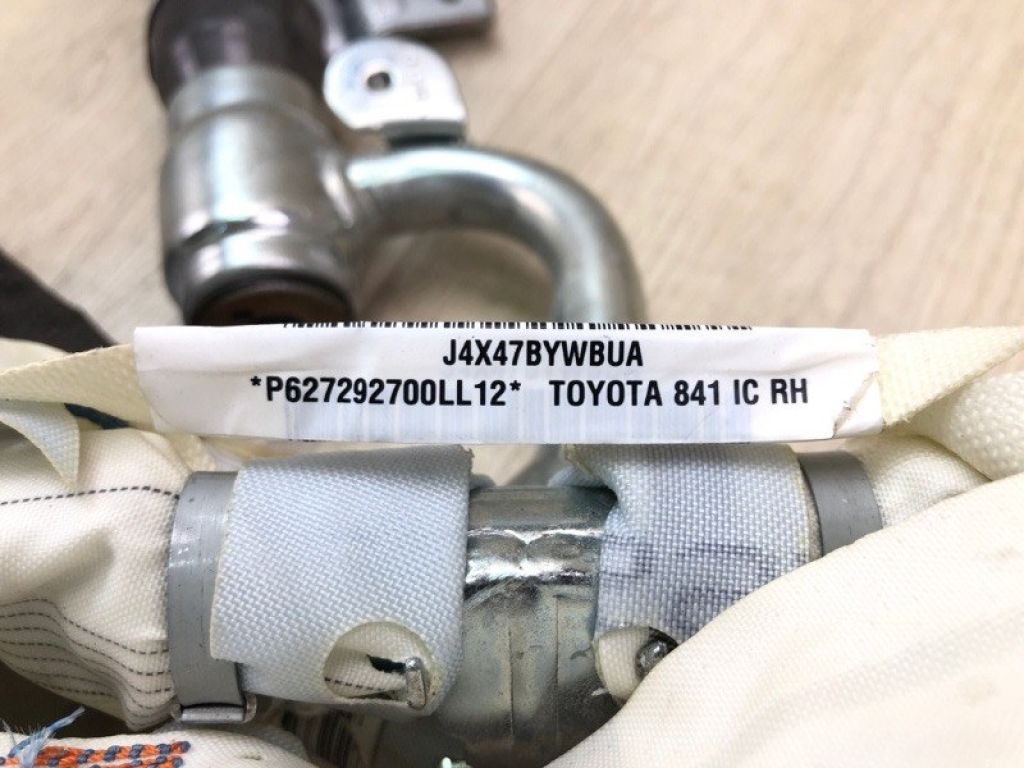 J4X47BYWBUA
*P627292700LL12* TOYOTA 841 IC RH